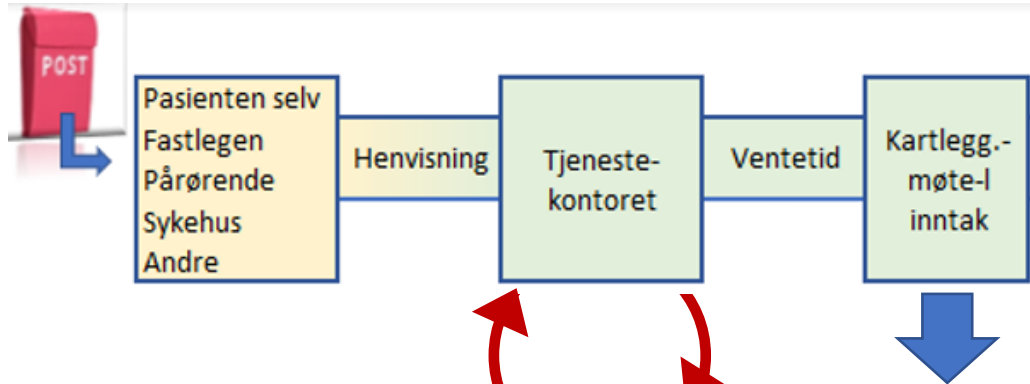 POST
Pasienten selv
Fastlegen
Pårørende
Sykehus
Andre
Henvisning
Tjeneste-
kontoret
Ventetid
Kartlegg.-
møte-l
inntak